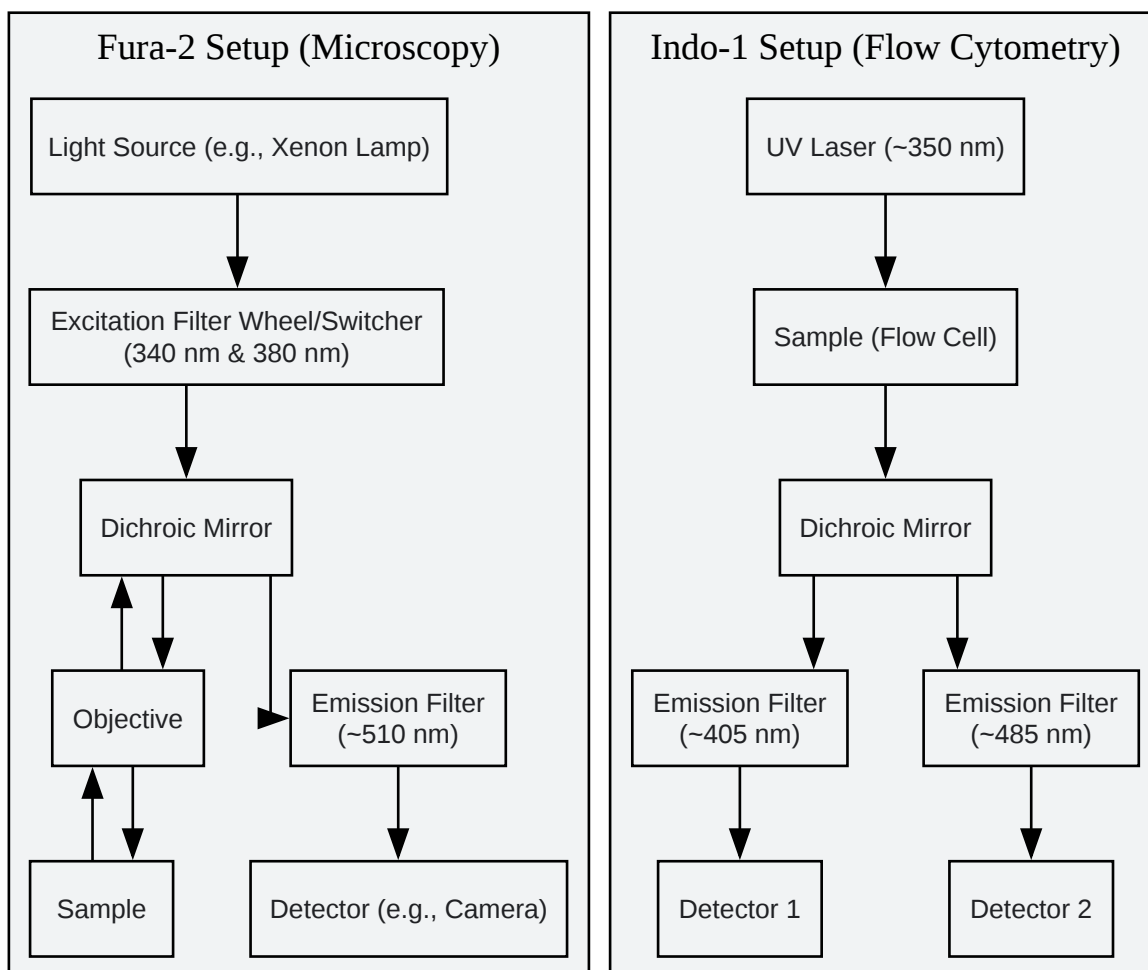 Fura-2 Setup (Microscopy)
Light Source (e.g., Xenon Lamp)
Excitation Filter Wheel/Switcher
(340 nm & 380 nm)
Dichroic Mirror
Objective
Emission Filter
(~510 nm)
Sample
Detector (e.g., Camera)
Indo-1 Setup (Flow Cytometry)
UV Laser (~350 nm)
Sample (Flow Cell)
Dichroic Mirror
Emission Filter
(~405 nm)
Emission Filter
(~485 nm)
Detector 1
Detector 2